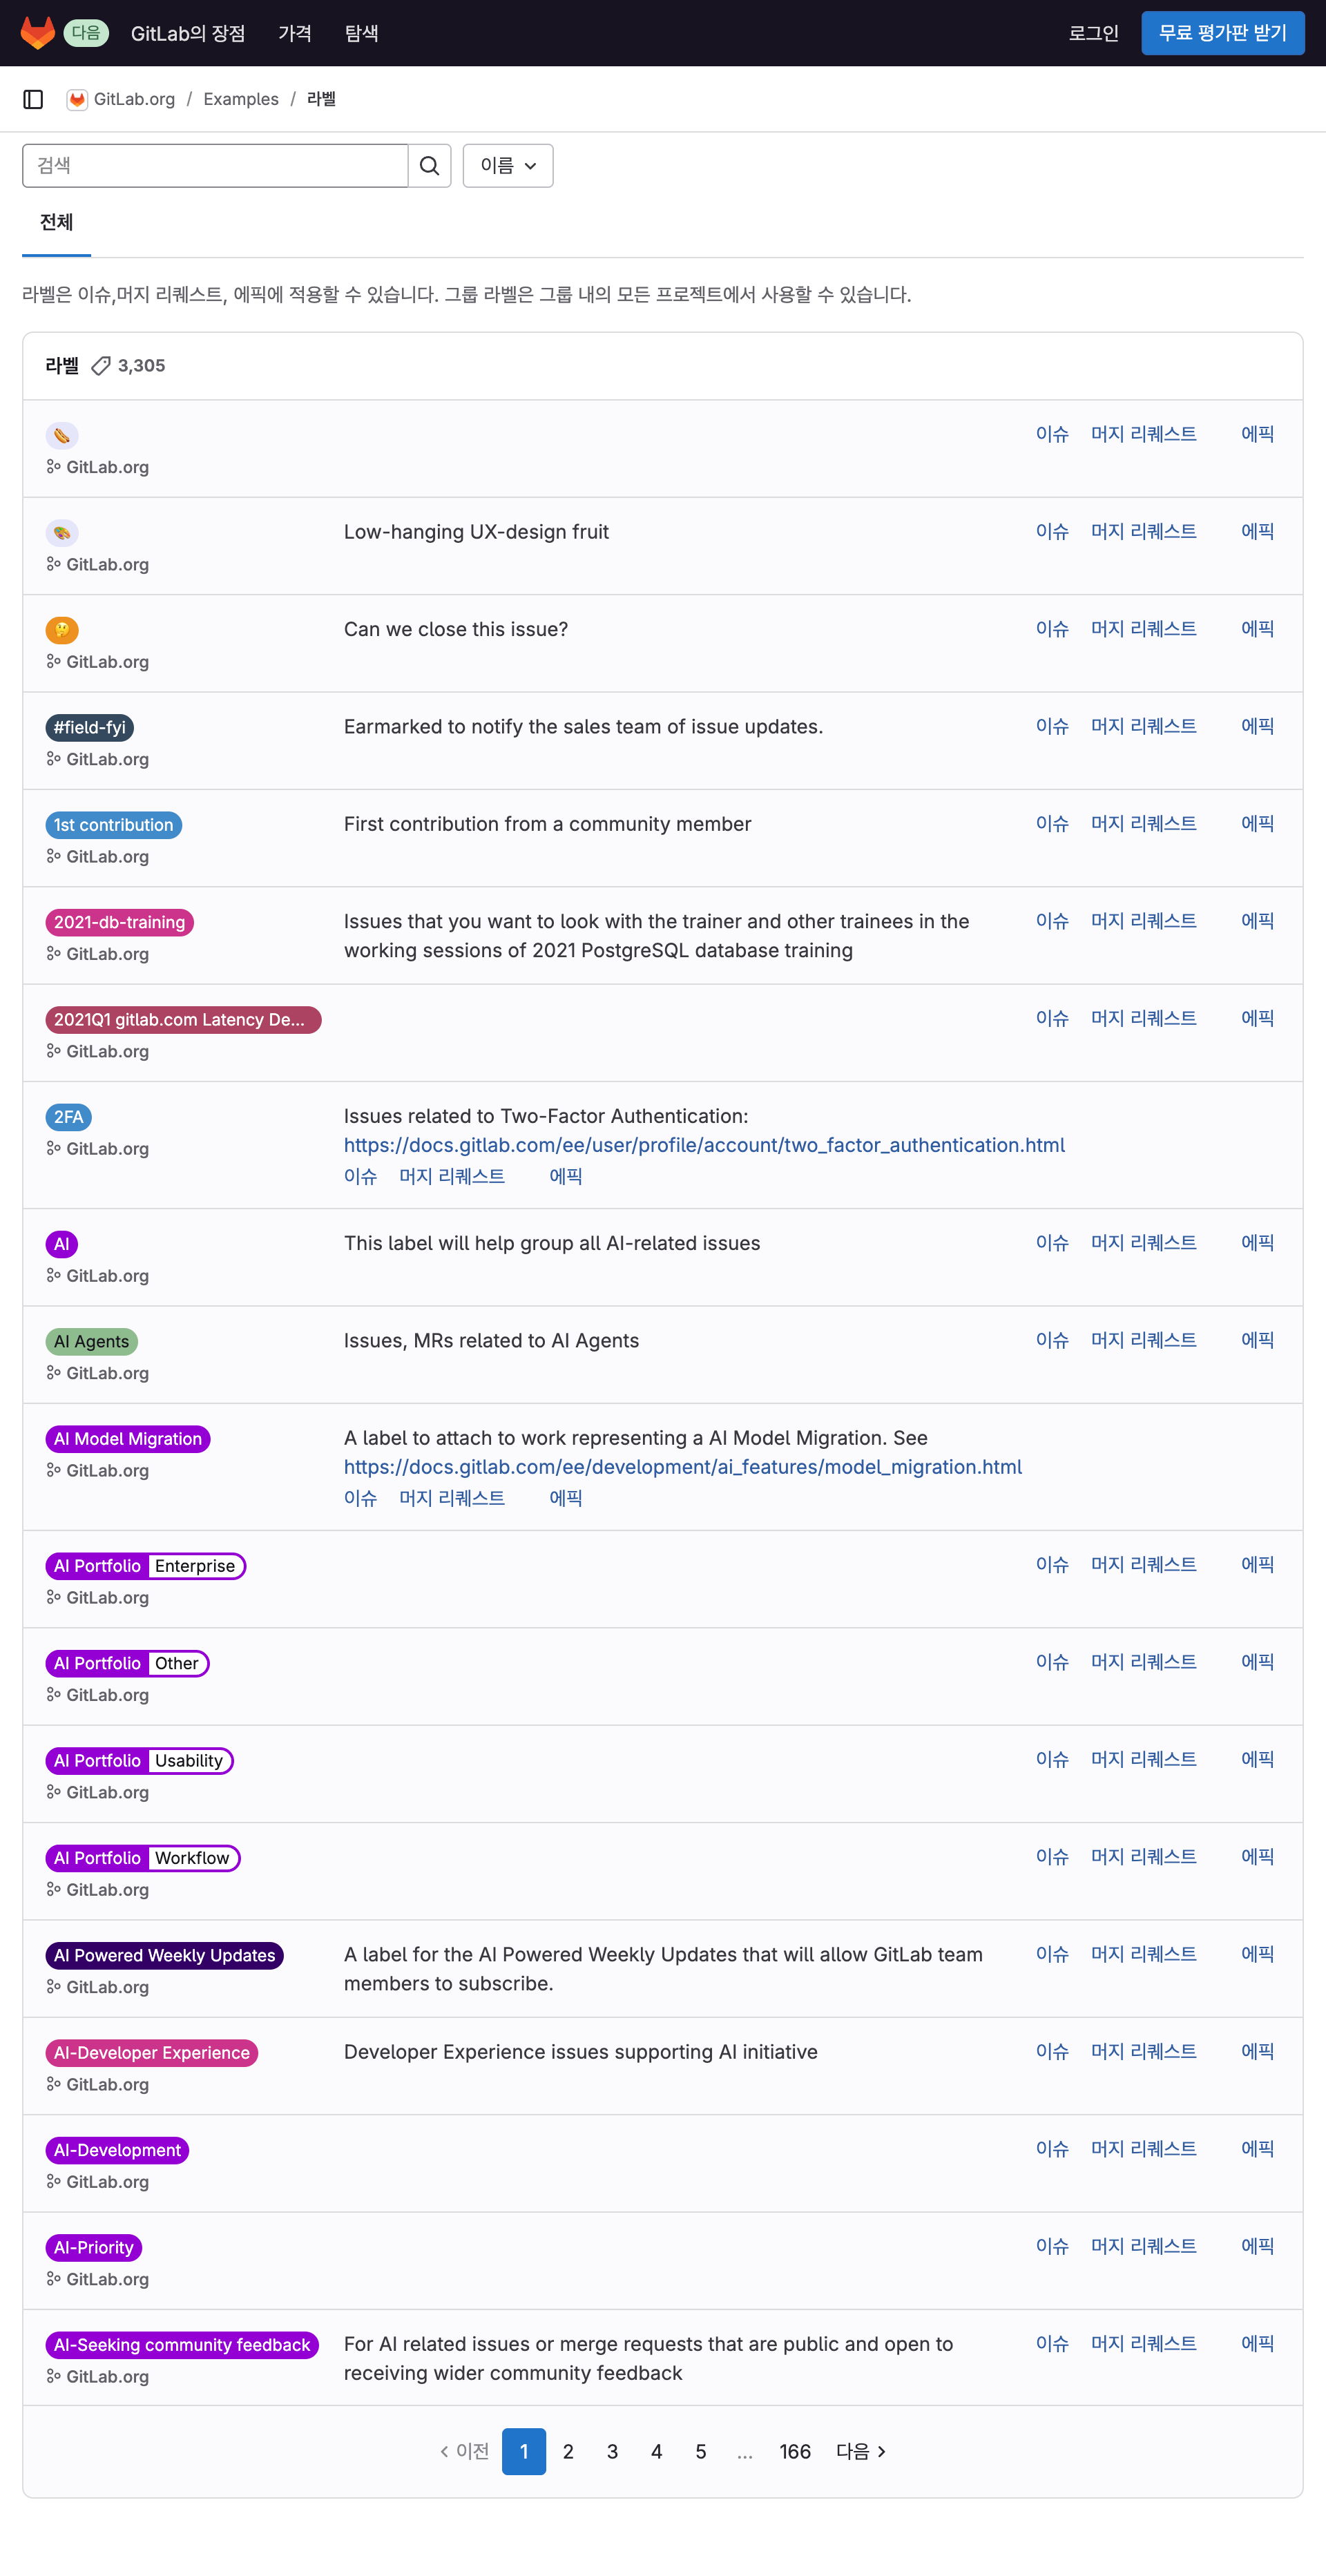 다음 GitLab의 장점 가격 탐색 로그인 무료 평가판 받기
GitLab.org / Examples / 라벨
검색 이름
전체
라벨은 이슈,머지 리퀘스트, 에픽에 적용할 수 있습니다. 그룹 라벨은 그룹 내의 모든 프로젝트에서 사용할 수 있습니다.
라벨 3,305
🌭 이슈 머지 리퀘스트 에픽
GitLab.org
🎨 Low-hanging UX-design fruit 이슈 머지 리퀘스트 에픽
GitLab.org
🤔 Can we close this issue? 이슈 머지 리퀘스트 에픽
GitLab.org
#field-fyi Earmarked to notify the sales team of issue updates. 이슈 머지 리퀘스트 에픽
GitLab.org
1st contribution First contribution from a community member 이슈 머지 리퀘스트 에픽
GitLab.org
2021-db-training Issues that you want to look with the trainer and other trainees in the 이슈 머지 리퀘스트 에픽
GitLab.org working sessions of 2021 PostgreSQL database training
2021Q1 gitlab.com Latency De... 이슈 머지 리퀘스트 에픽
GitLab.org
2FA Issues related to Two-Factor Authentication:
GitLab.org https://docs.gitlab.com/ee/user/profile/account/two_factor_authentication.html
이슈 머지 리퀘스트 에픽
AI This label will help group all AI-related issues 이슈 머지 리퀘스트 에픽
GitLab.org
AI Agents Issues, MRs related to AI Agents 이슈 머지 리퀘스트 에픽
GitLab.org
AI Model Migration A label to attach to work representing a AI Model Migration. See
GitLab.org https://docs.gitlab.com/ee/development/ai_features/model_migration.html
이슈 머지 리퀘스트 에픽
AI Portfolio Enterprise 이슈 머지 리퀘스트 에픽
GitLab.org
AI Portfolio Other 이슈 머지 리퀘스트 에픽
GitLab.org
AI Portfolio Usability 이슈 머지 리퀘스트 에픽
GitLab.org
AI Portfolio Workflow 이슈 머지 리퀘스트 에픽
GitLab.org
AI Powered Weekly Updates A label for the AI Powered Weekly Updates that will allow GitLab team 이슈 머지 리퀘스트 에픽
GitLab.org members to subscribe.
AI-Developer Experience Developer Experience issues supporting AI initiative 이슈 머지 리퀘스트 에픽
GitLab.org
AI-Development 이슈 머지 리퀘스트 에픽
GitLab.org
AI-Priority 이슈 머지 리퀘스트 에픽
GitLab.org
AI-Seeking community feedback For AI related issues or merge requests that are public and open to 이슈 머지 리퀘스트 에픽
GitLab.org receiving wider community feedback
이전 1 2 3 4 5 ... 166 다음